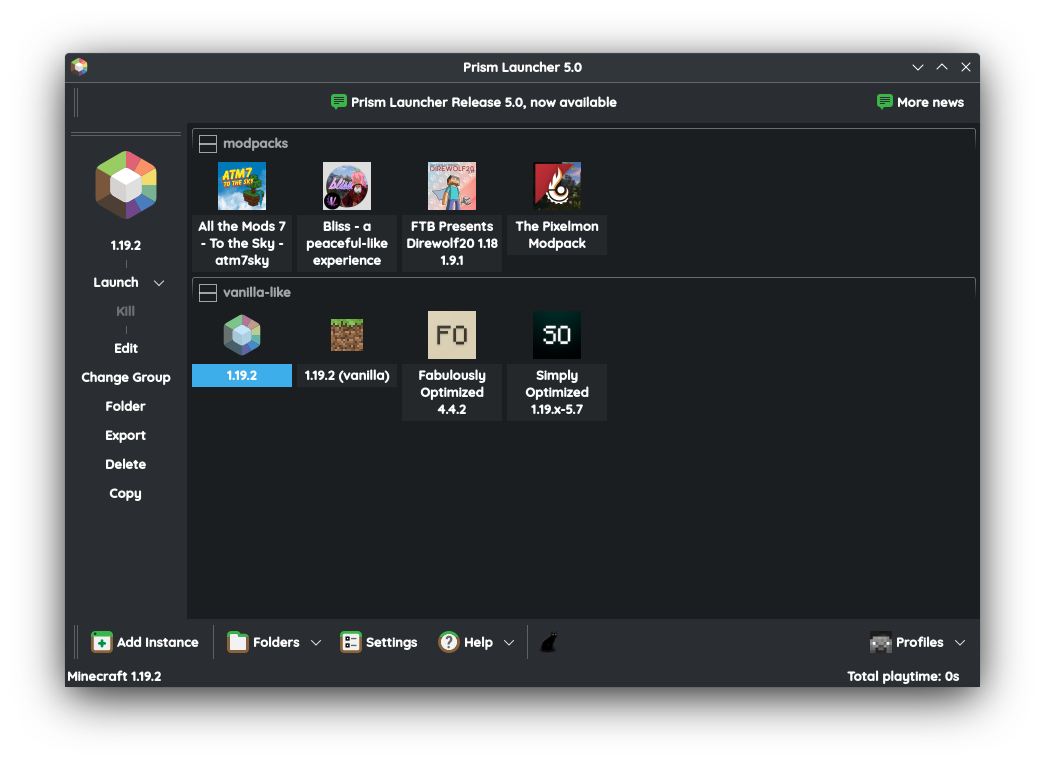 Prism Launcher 5.0
Prism Launcher Release 5.0, now available
More news
1.19.2
Launch
Kill
Edit
Change Group
Folder
Export
Delete
Copy
modpacks
ATM7
TO THE SKY
All the Mods 7
- To the Sky -
atm7sky
bliss
Bliss - a
peaceful-like
experience
DIREWOLF20
FTB Presents
Direwolf20 1.18
1.9.1
The Pixelmon
Modpack
vanilla-like
1.19.2
1.19.2 (vanilla)
FO
Fabulously
Optimized
4.4.2
SO
Simply
Optimized
1.19.x-5.7
Add Instance
Folders
Settings
Help
Profiles
Minecraft 1.19.2
Total playtime: 0s